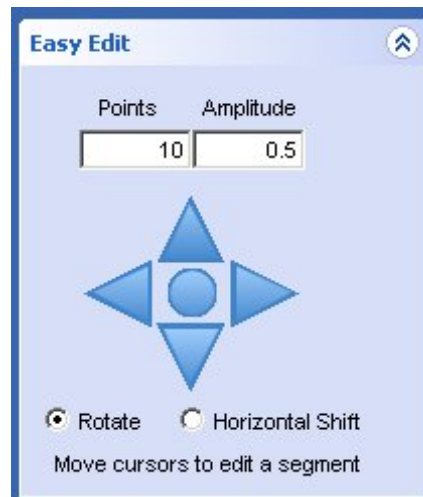 Easy Edit
Points Amplitude
10 0.5
Rotate Horizontal Shift
Move cursors to edit a segment